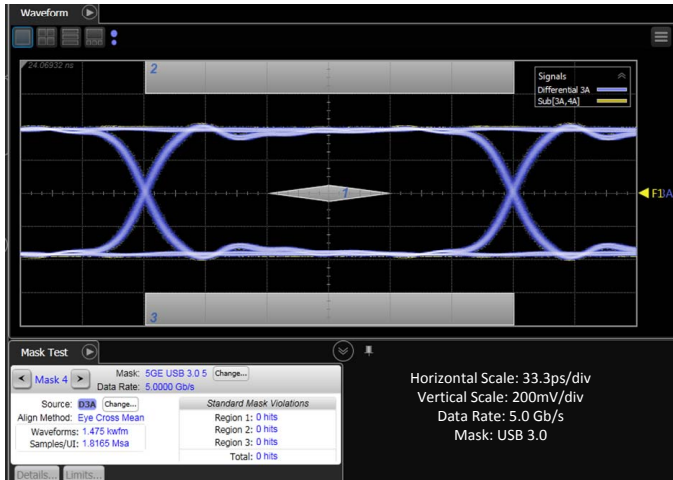 Waveform
24.06932 ns
2
Signals
Differential 3A
Sub[3A,4A]
1
F1 3A
3
Mask Test
Mask 4
Mask: 5GE USB 3.0 5 Change...
Data Rate: 5.0000 Gb/s
Source: D3A Change...
Align Method: Eye Cross Mean
Waveforms: 1.475 kwfm
Samples/UI: 1.8165 Msa
Standard Mask Violations
Region 1: 0 hits
Region 2: 0 hits
Region 3: 0 hits
Total: 0 hits
Details... Limits...
Horizontal Scale: 33.3ps/div
Vertical Scale: 200mV/div
Data Rate: 5.0 Gb/s
Mask: USB 3.0